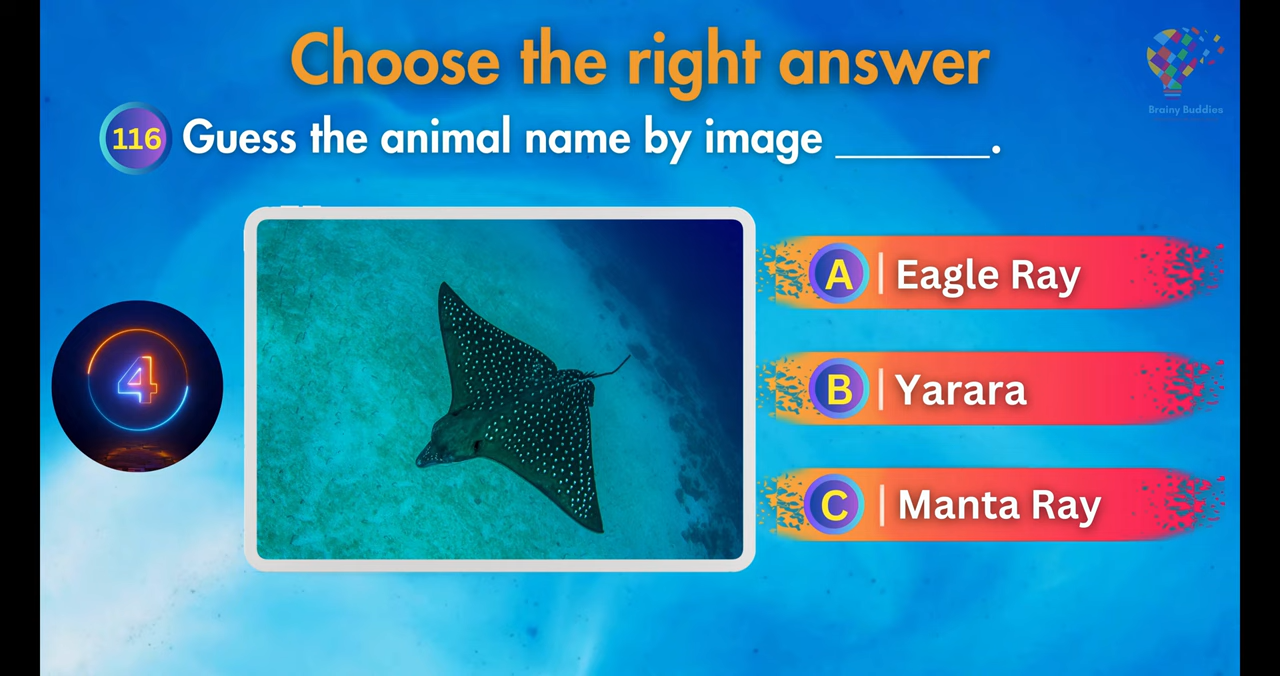 Choose the right answer
Brainy Buddies
116 Guess the animal name by image ________.
A | Eagle Ray
4
B | Yarara
C | Manta Ray